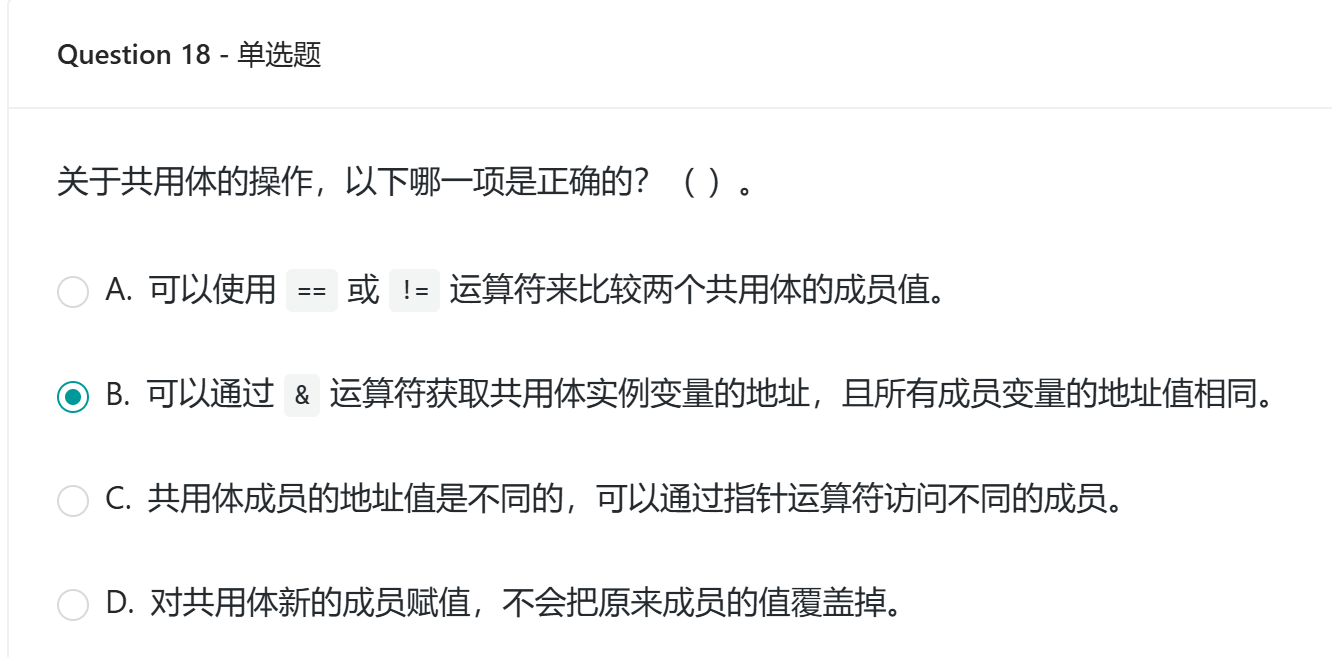 Question 18 - 单选题
关于共用体的操作，以下哪一项是正确的？（ ）。
A. 可以使用 == 或 != 运算符来比较两个共用体的成员值。
B. 可以通过 & 运算符获取共用体实例变量的地址，且所有成员变量的地址值相同。
C. 共用体成员的地址值是不同的，可以通过指针运算符访问不同的成员。
D. 对共用体新的成员赋值，不会把原来成员的值覆盖掉。